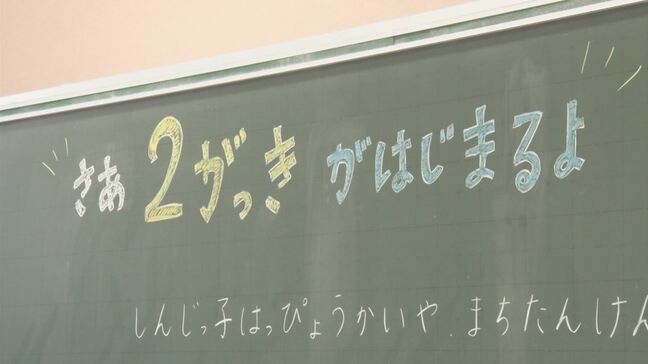 さあ 2がっき がはじまるよ
しんじっ子はっぴょうかいや、まちたんけん